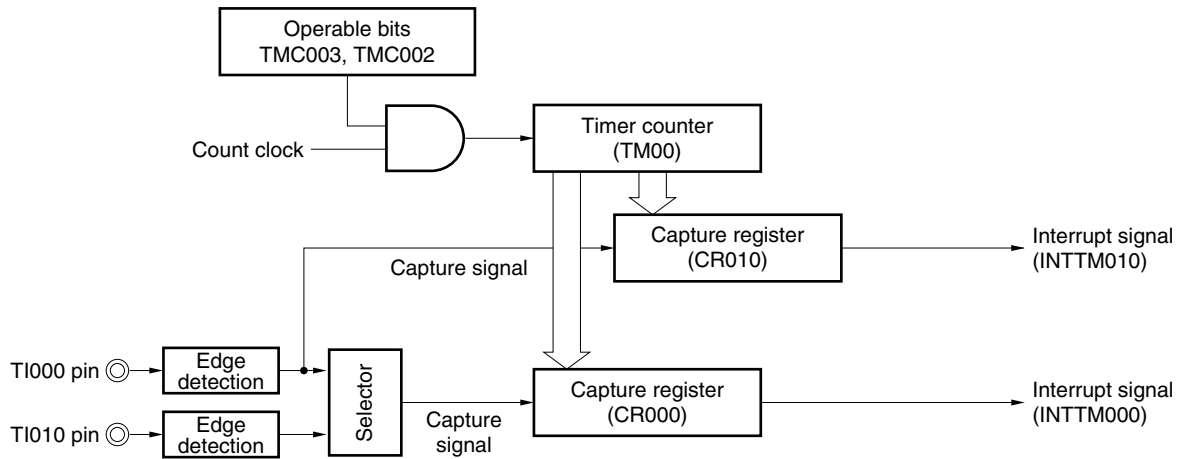 Operable bits
TMC003, TMC002
Count clock
Timer counter
(TM00)
Capture register
(CR010)
Interrupt signal
(INTTM010)
Capture signal
TI000 pin
Edge
detection
Selector
Capture register
(CR000)
Interrupt signal
(INTTM000)
TI010 pin
Edge
detection
Capture
signal